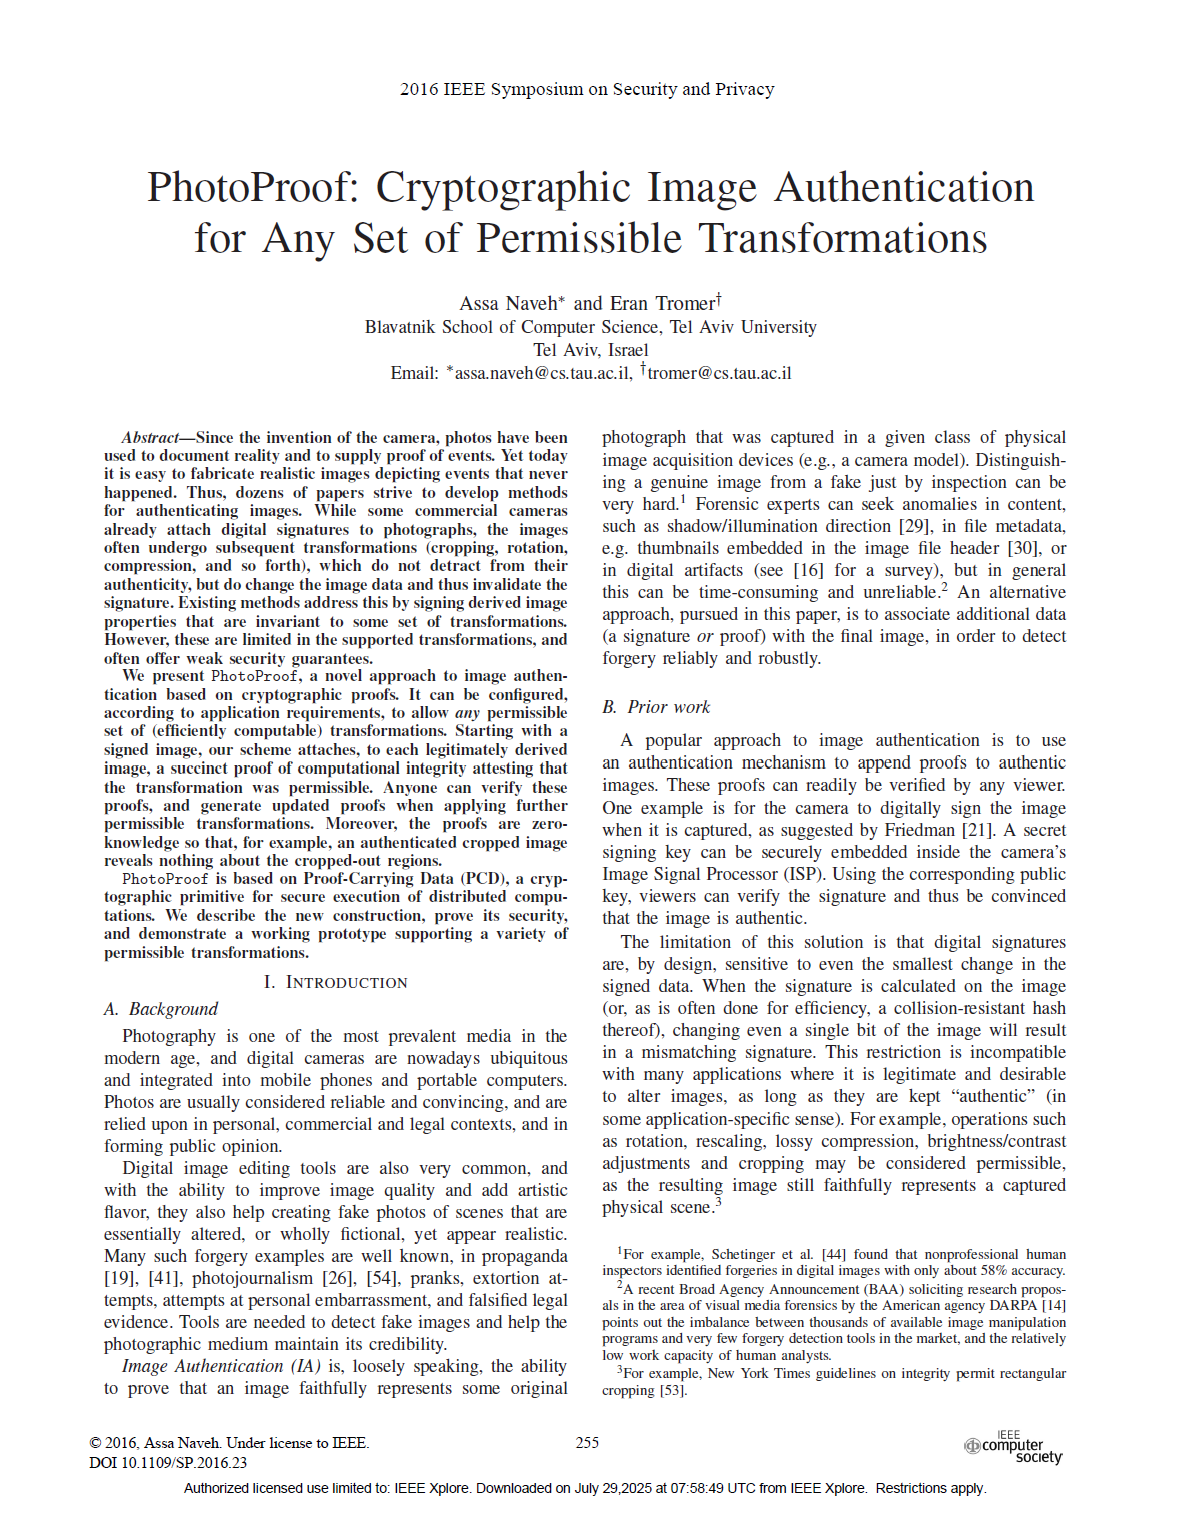 2016 IEEE Symposium on Security and Privacy
PhotoProof: Cryptographic Image Authentication
for Any Set of Permissible Transformations
Assa Naveh* and Eran Tromer†
Blavatnik School of Computer Science, Tel Aviv University
Tel Aviv, Israel
Email: *assa.naveh@cs.tau.ac.il, †tromer@cs.tau.ac.il
Abstract—Since the invention of the camera, photos have been
used to document reality and to supply proof of events. Yet today
it is easy to fabricate realistic images depicting events that never
happened. Thus, dozens of papers strive to develop methods
for authenticating images. While some commercial cameras
already attach digital signatures to photographs, the images
often undergo subsequent transformations (cropping, rotation,
compression, and so forth), which do not detract from their
authenticity, but do change the image data and thus invalidate the
signature. Existing methods address this by signing derived image
properties that are invariant to some set of transformations.
However, these are limited in the supported transformations, and
often offer weak security guarantees.
We present PhotoProof, a novel approach to image authen-
tication based on cryptographic proofs. It can be configured,
according to application requirements, to allow any permissible
set of (efficiently computable) transformations. Starting with a
signed image, our scheme attaches, to each legitimately derived
image, a succinct proof of computational integrity attesting that
the transformation was permissible. Anyone can verify these
proofs, and generate updated proofs when applying further
permissible transformations. Moreover, the proofs are zero-
knowledge so that, for example, an authenticated cropped image
reveals nothing about the cropped-out regions.
PhotoProof is based on Proof-Carrying Data (PCD), a cryp-
tographic primitive for secure execution of distributed compu-
tations. We describe the new construction, prove its security,
and demonstrate a working prototype supporting a variety of
permissible transformations.
I. INTRODUCTION
A. Background
Photography is one of the most prevalent media in the
modern age, and digital cameras are nowadays ubiquitous
and integrated into mobile phones and portable computers.
Photos are usually considered reliable and convincing, and are
relied upon in personal, commercial and legal contexts, and in
forming public opinion.
Digital image editing tools are also very common, and
with the ability to improve image quality and add artistic
flavor, they also help creating fake photos of scenes that are
essentially altered, or wholly fictional, yet appear realistic.
Many such forgery examples are well known, in propaganda
[19], [41], photojournalism [26], [54], pranks, extortion at-
tempts, attempts at personal embarrassment, and falsified legal
evidence. Tools are needed to detect fake images and help the
photographic medium maintain its credibility.
Image Authentication (IA) is, loosely speaking, the ability
to prove that an image faithfully represents some original
photograph that was captured in a given class of physical
image acquisition devices (e.g., a camera model). Distinguish-
ing a genuine image from a fake just by inspection can be
very hard.1 Forensic experts can seek anomalies in content,
such as shadow/illumination direction [29], in file metadata,
e.g. thumbnails embedded in the image file header [30], or
in digital artifacts (see [16] for a survey), but in general
this can be time-consuming and unreliable.2 An alternative
approach, pursued in this paper, is to associate additional data
(a signature or proof) with the final image, in order to detect
forgery reliably and robustly.
B. Prior work
A popular approach to image authentication is to use
an authentication mechanism to append proofs to authentic
images. These proofs can readily be verified by any viewer.
One example is for the camera to digitally sign the image
when it is captured, as suggested by Friedman [21]. A secret
signing key can be securely embedded inside the camera's
Image Signal Processor (ISP). Using the corresponding public
key, viewers can verify the signature and thus be convinced
that the image is authentic.
The limitation of this solution is that digital signatures
are, by design, sensitive to even the smallest change in the
signed data. When the signature is calculated on the image
(or, as is often done for efficiency, a collision-resistant hash
thereof), changing even a single bit of the image will result
in a mismatching signature. This restriction is incompatible
with many applications where it is legitimate and desirable
to alter images, as long as they are kept “authentic” (in
some application-specific sense). For example, operations such
as rotation, rescaling, lossy compression, brightness/contrast
adjustments and cropping may be considered permissible,
as the resulting image still faithfully represents a captured
physical scene.3
1For example, Schetinger et al. [44] found that nonprofessional human
inspectors identified forgeries in digital images with only about 58% accuracy.
2A recent Broad Agency Announcement (BAA) soliciting research propos-
als in the area of visual media forensics by the American agency DARPA [14]
points out the imbalance between thousands of available image manipulation
programs and very few forgery detection tools in the market, and the relatively
low work capacity of human analysts.
3For example, New York Times guidelines on integrity permit rectangular
cropping [53].
© 2016, Assa Naveh. Under license to IEEE.
DOI 10.1109/SP.2016.23
255
IEEE
computer
society
Authorized licensed use limited to: IEEE Xplore. Downloaded on July 29,2025 at 07:58:49 UTC from IEEE Xplore. Restrictions apply.